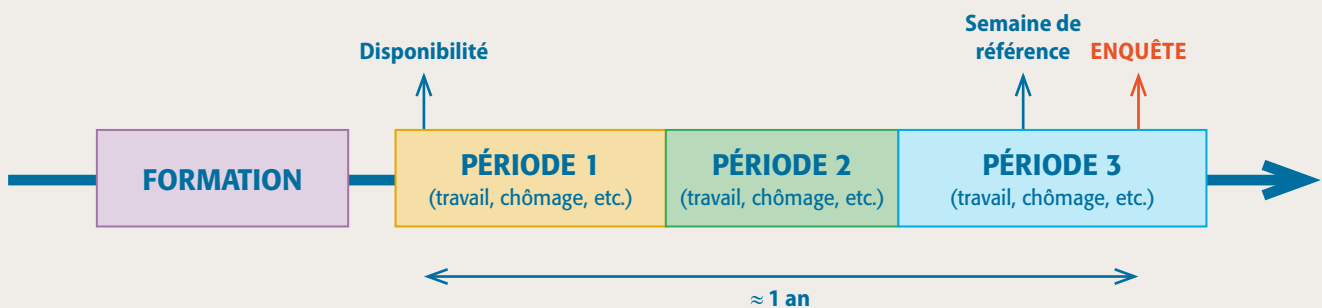 Semaine de
référence
Disponibilité
ENQUÊTE
FORMATION
PÉRIODE 1
(travail, chômage, etc.)
PÉRIODE 2
(travail, chômage, etc.)
PÉRIODE 3
(travail, chômage, etc.)
≈ 1 an